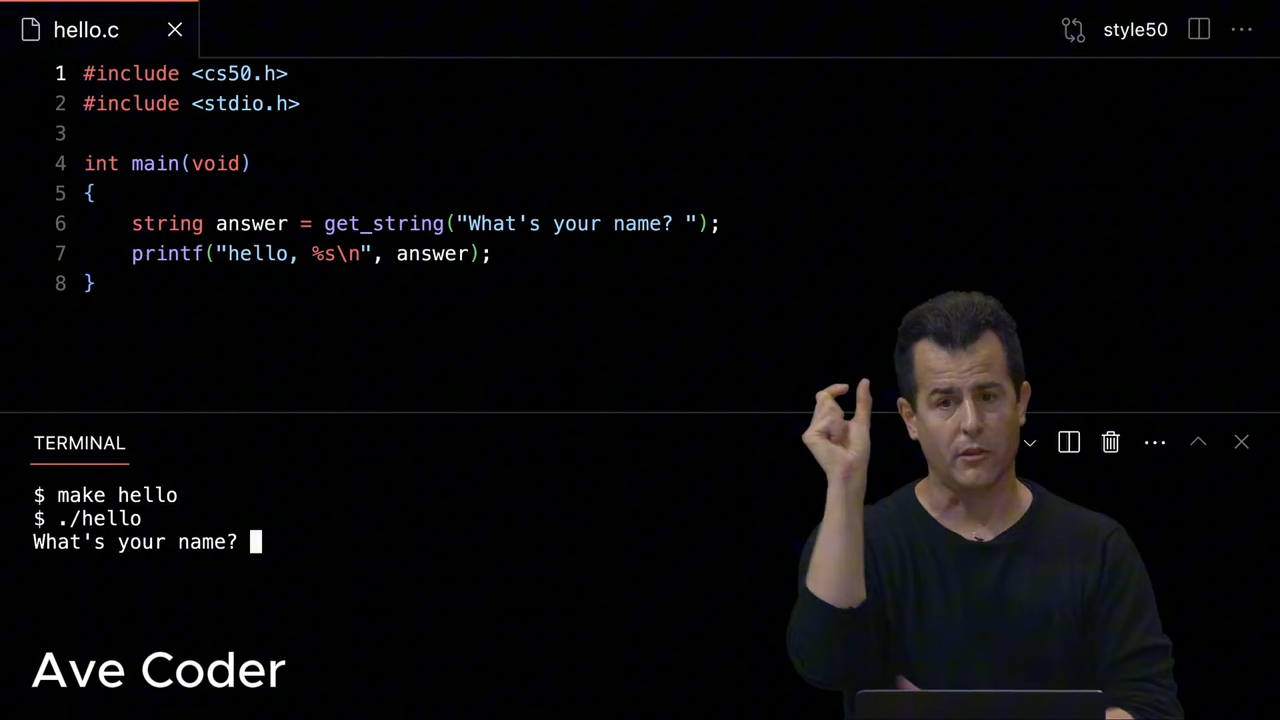 hello.c
style50
1 #include <cs50.h>
2 #include <stdio.h>
3
4 int main(void)
5 {
6     string answer = get_string("What's your name? ");
7     printf("hello, %s\n", answer);
8 }
TERMINAL
$ make hello
$ ./hello
What's your name?
Ave Coder